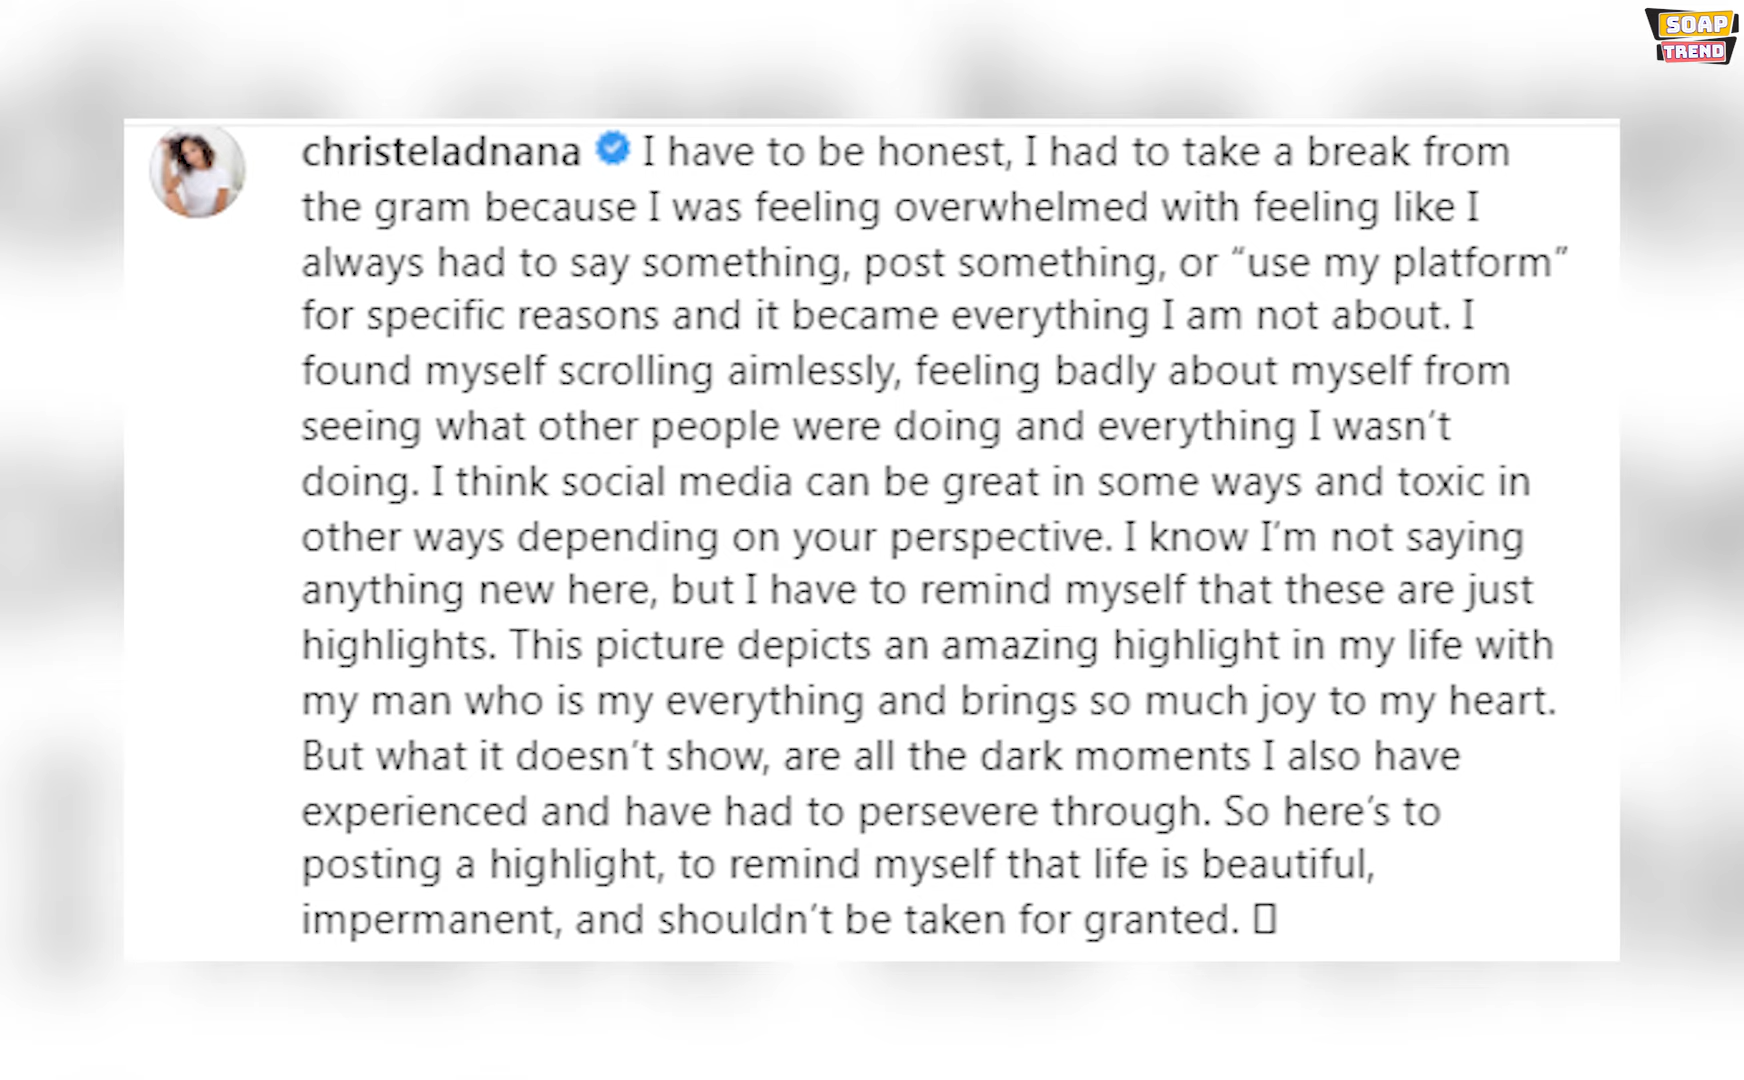 SOAP
TREND
christeladnana I have to be honest, I had to take a break from
the gram because I was feeling overwhelmed with feeling like I
always had to say something, post something, or “use my platform”
for specific reasons and it became everything I am not about. I
found myself scrolling aimlessly, feeling badly about myself from
seeing what other people were doing and everything I wasn’t
doing. I think social media can be great in some ways and toxic in
other ways depending on your perspective. I know I’m not saying
anything new here, but I have to remind myself that these are just
highlights. This picture depicts an amazing highlight in my life with
my man who is my everything and brings so much joy to my heart.
But what it doesn’t show, are all the dark moments I also have
experienced and have had to persevere through. So here’s to
posting a highlight, to remind myself that life is beautiful,
impermanent, and shouldn’t be taken for granted. ▯